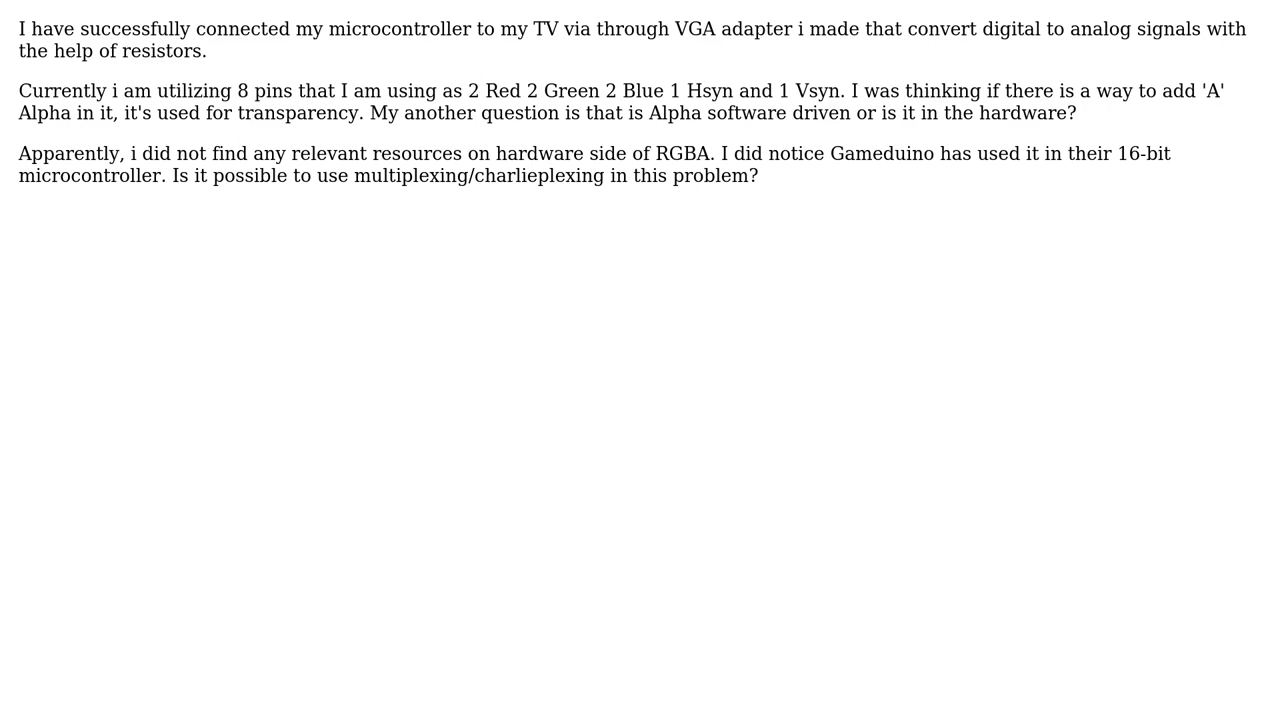 I have successfully connected my microcontroller to my TV via through VGA adapter i made that convert digital to analog signals with
the help of resistors.
Currently i am utilizing 8 pins that I am using as 2 Red 2 Green 2 Blue 1 Hsyn and 1 Vsyn. I was thinking if there is a way to add 'A'
Alpha in it, it's used for transparency. My another question is that is Alpha software driven or is it in the hardware?
Apparently, i did not find any relevant resources on hardware side of RGBA. I did notice Gameduino has used it in their 16-bit
microcontroller. Is it possible to use multiplexing/charlieplexing in this problem?